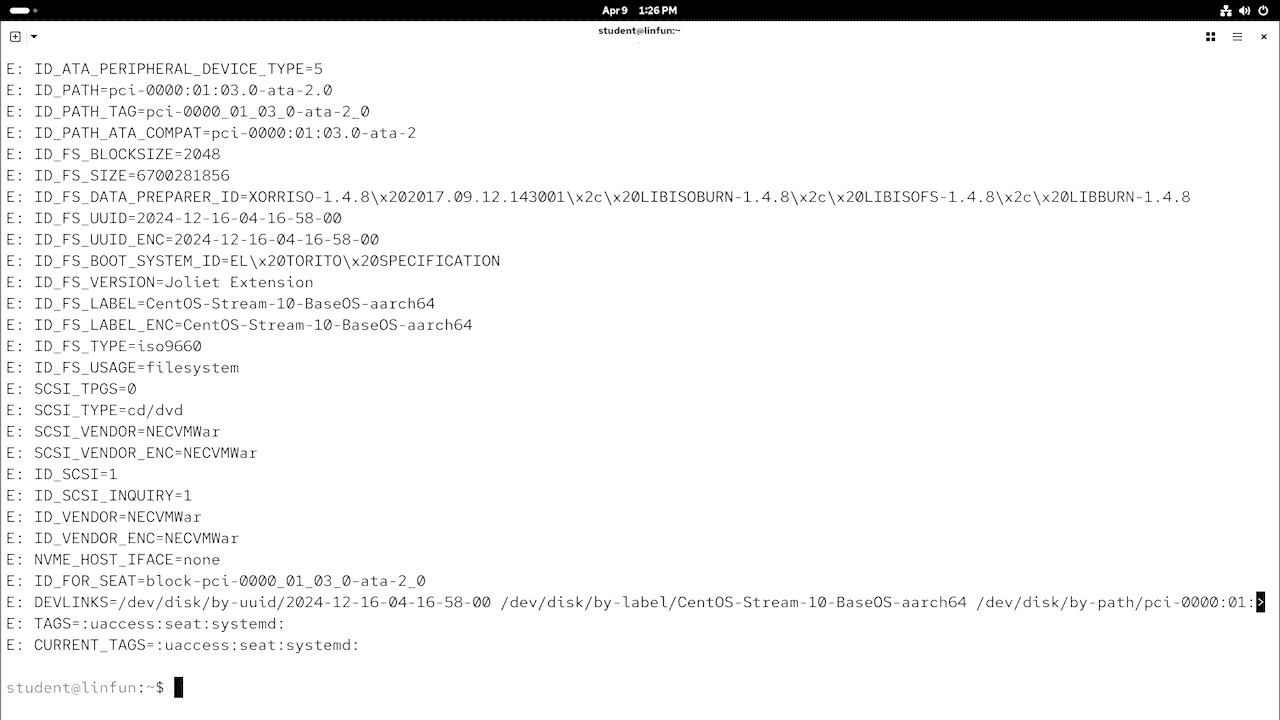 Apr 9 1:26 PM
student@linfun:~
E: ID_ATA_PERIPHERAL_DEVICE_TYPE=5
E: ID_PATH=pci-0000:01:03.0-ata-2.0
E: ID_PATH_TAG=pci-0000_01_03_0-ata-2_0
E: ID_PATH_ATA_COMPAT=pci-0000:01:03.0-ata-2
E: ID_FS_BLOCKSIZE=2048
E: ID_FS_SIZE=6700281856
E: ID_FS_DATA_PREPARER_ID=XORRISO-1.4.8\x202017.09.12.143001\x2c\x20LIBISOBURN-1.4.8\x2c\x20LIBISOFS-1.4.8\x2c\x20LIBBURN-1.4.8
E: ID_FS_UUID=2024-12-16-04-16-58-00
E: ID_FS_UUID_ENC=2024-12-16-04-16-58-00
E: ID_FS_BOOT_SYSTEM_ID=EL\x20TORITO\x20SPECIFICATION
E: ID_FS_VERSION=Joliet Extension
E: ID_FS_LABEL=CentOS-Stream-10-BaseOS-aarch64
E: ID_FS_LABEL_ENC=CentOS-Stream-10-BaseOS-aarch64
E: ID_FS_TYPE=iso9660
E: ID_FS_USAGE=filesystem
E: SCSI_TPGS=0
E: SCSI_TYPE=cd/dvd
E: SCSI_VENDOR=NECVMWar
E: SCSI_VENDOR_ENC=NECVMWar
E: ID_SCSI=1
E: ID_SCSI_INQUIRY=1
E: ID_VENDOR=NECVMWar
E: ID_VENDOR_ENC=NECVMWar
E: NVME_HOST_IFACE=none
E: ID_FOR_SEAT=block-pci-0000_01_03_0-ata-2_0
E: DEVLINKS=/dev/disk/by-uuid/2024-12-16-04-16-58-00 /dev/disk/by-label/CentOS-Stream-10-BaseOS-aarch64 /dev/disk/by-path/pci-0000:01:>
E: TAGS=:uaccess:seat:systemd:
E: CURRENT_TAGS=:uaccess:seat:systemd:
student@linfun:~$